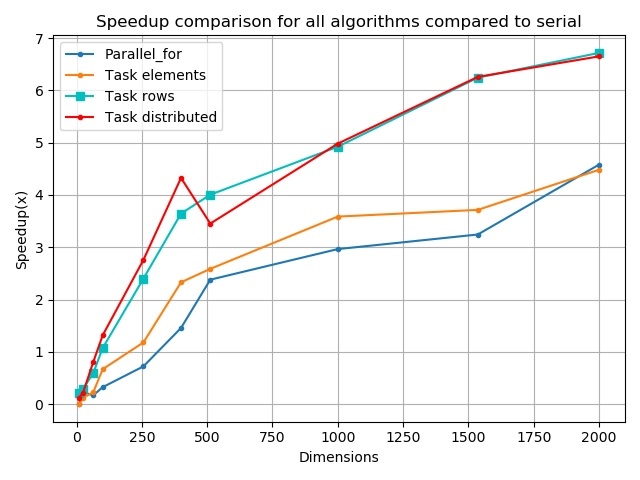 Speedup comparison for all algorithms compared to serial
Parallel_for
Task elements
Task rows
Task distributed
Speedup(x)
7
6
5
4
3
2
1
0
0 250 500 750 1000 1250 1500 1750 2000
Dimensions